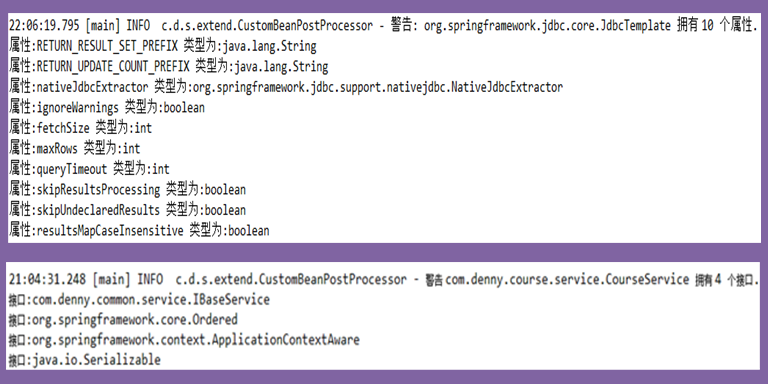 22:06:19.795 [main] INFO  c.d.s.extend.CustomBeanPostProcessor - 警告: org.springframework.jdbc.core.JdbcTemplate 拥有10 个属性.
属性:RETURN_RESULT_SET_PREFIX 类型为:java.lang.String
属性:RETURN_UPDATE_COUNT_PREFIX 类型为:java.lang.String
属性:nativeJdbcExtractor 类型为:org.springframework.jdbc.support.nativejdbc.NativeJdbcExtractor
属性:ignoreWarnings 类型为:boolean
属性:fetchSize 类型为:int
属性:maxRows 类型为:int
属性:queryTimeout 类型为:int
属性:skipResultsProcessing 类型为:boolean
属性:skipUndeclaredResults 类型为:boolean
属性:resultsMapCaseInsensitive 类型为:boolean
21:04:31.248 [main] INFO  c.d.s.extend.CustomBeanPostProcessor - 警告com.denny.course.service.CourseService 拥有4 个接口.
接口:com.denny.common.service.IBaseService
接口:org.springframework.core.Ordered
接口:org.springframework.context.ApplicationContextAware
接口:java.io.Serializable